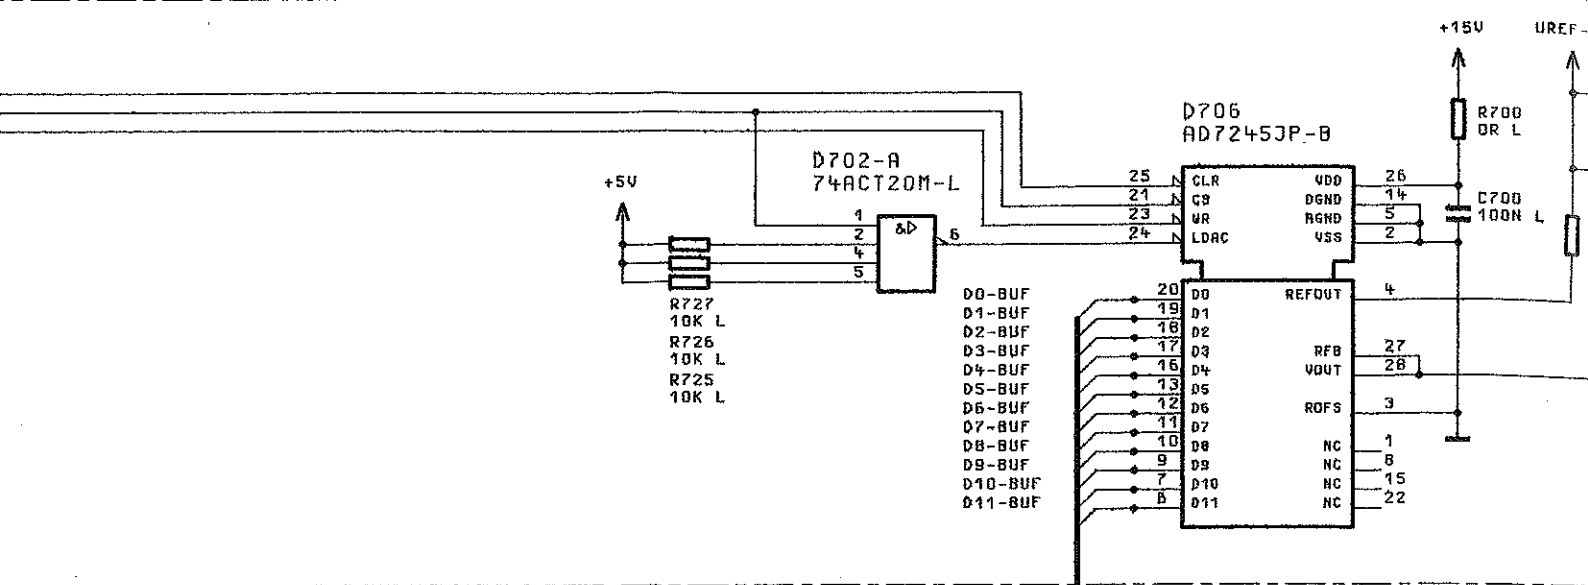 +15V
UREF-
D706
AD7245JP-B
R700
0R L
D702-A
74ACT20M-L
+5V
25 CLR VDD 26
21 CS DGND 14
23 WR AGND 5
24 LDAC VSS 2
C700
100N L
1
2
4
5
&D
6
R727
10K L
R726
10K L
R725
10K L
D0-BUF 20 D0 REFOUT 4
D1-BUF 19 D1
D2-BUF 18 D2
D3-BUF 17 D3 RFB 27
D4-BUF 16 D4 VOUT 28
D5-BUF 13 D5
D6-BUF 12 D6 ROFS 3
D7-BUF 11 D7
D8-BUF 10 D8 NC 1
D9-BUF 9 D9 NC 8
D10-BUF 7 D10 NC 15
D11-BUF 6 D11 NC 22